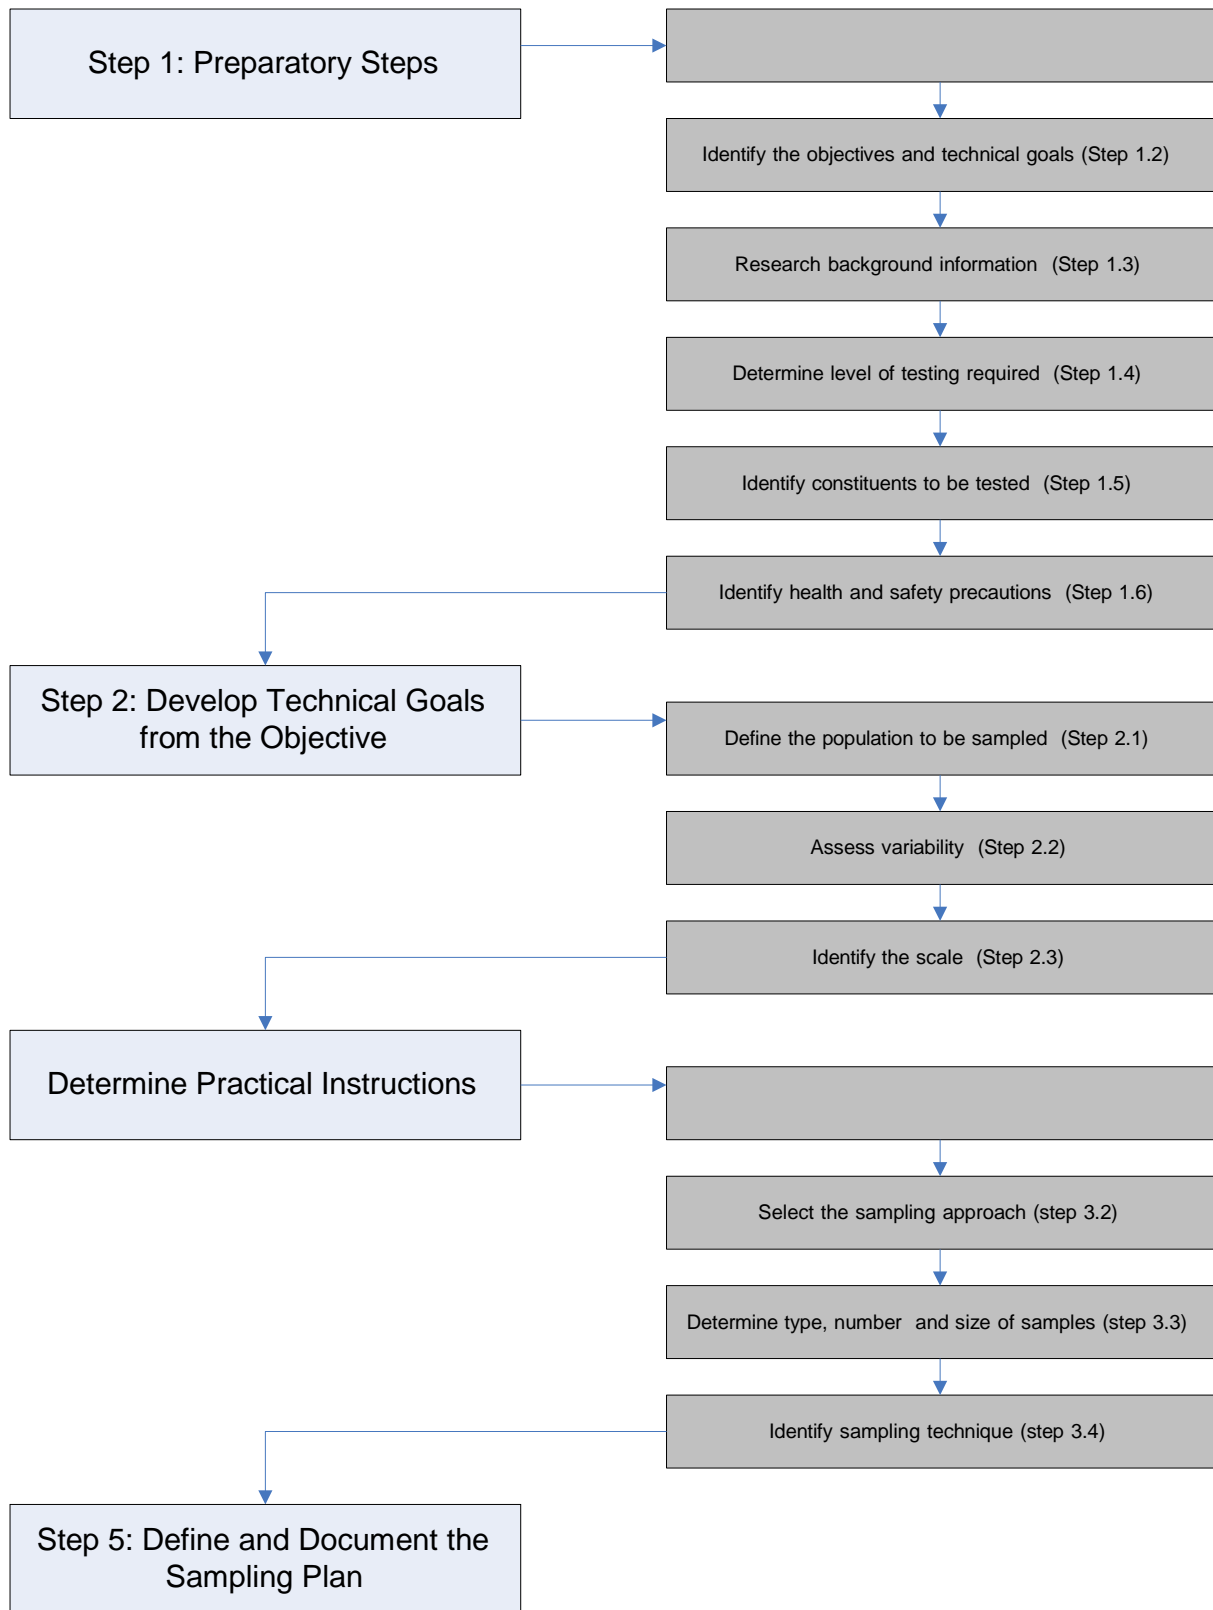 Step 1: Preparatory Steps
Identify the objectives and technical goals (Step 1.2)
Research background information (Step 1.3)
Determine level of testing required (Step 1.4)
Identify constituents to be tested (Step 1.5)
Identify health and safety precautions (Step 1.6)
Step 2: Develop Technical Goals
from the Objective
Define the population to be sampled (Step 2.1)
Assess variability (Step 2.2)
Identify the scale (Step 2.3)
Determine Practical Instructions
Select the sampling approach (step 3.2)
Determine type, number and size of samples (step 3.3)
Identify sampling technique (step 3.4)
Step 5: Define and Document the
Sampling Plan